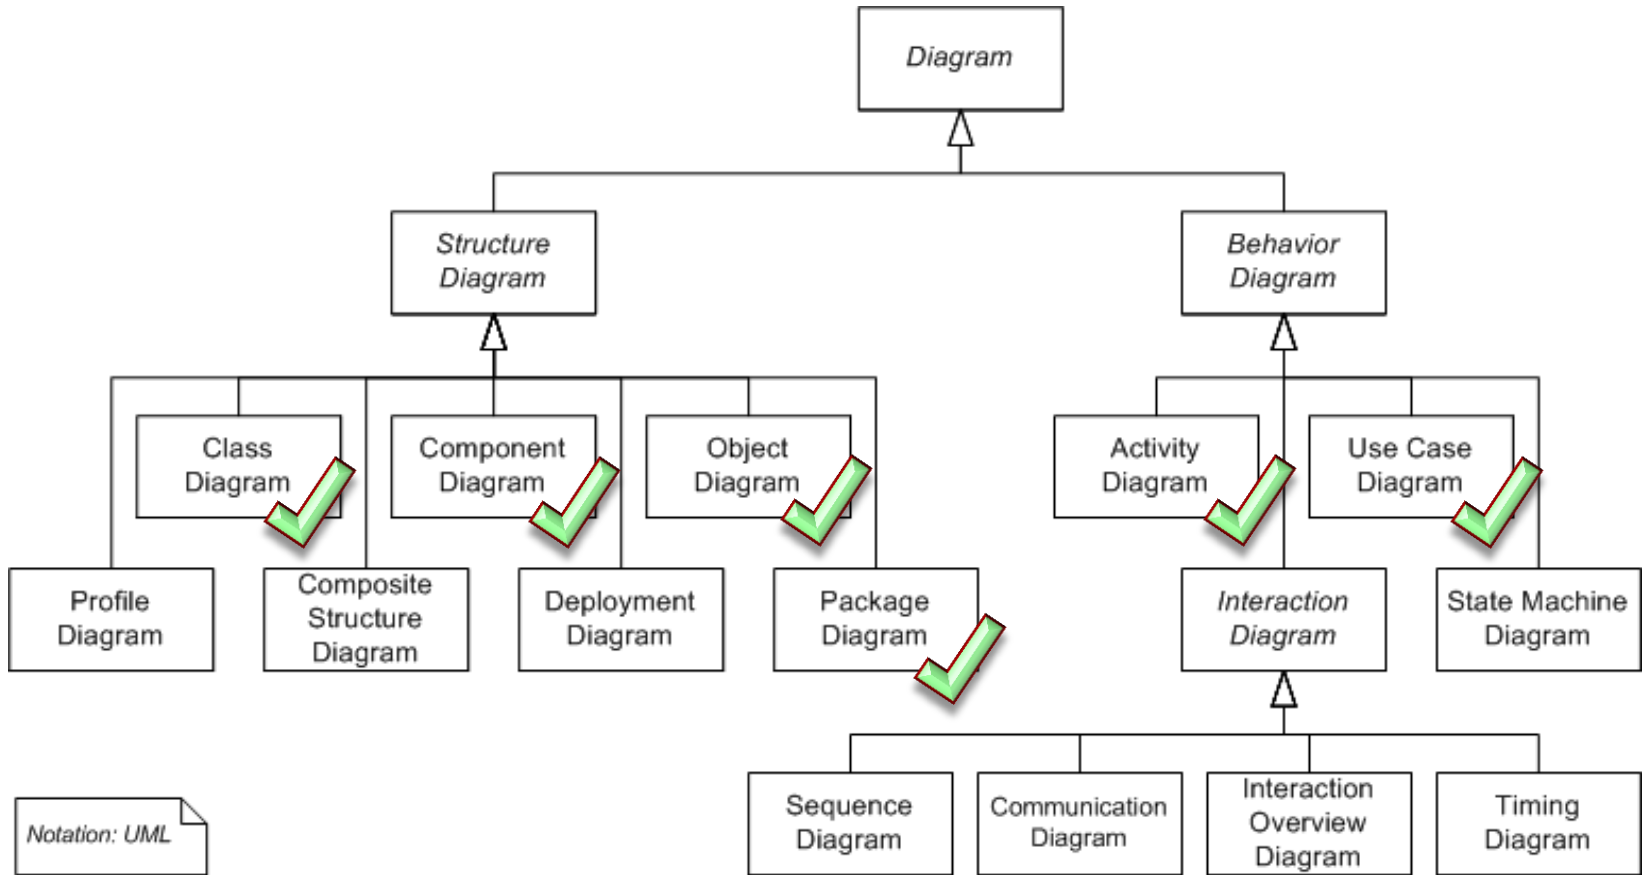 Diagram
Structure
Diagram
Behavior
Diagram
Class
Diagram
Component
Diagram
Object
Diagram
Activity
Diagram
Use Case
Diagram
Profile
Diagram
Composite
Structure
Diagram
Deployment
Diagram
Package
Diagram
Interaction
Diagram
State Machine
Diagram
Sequence
Diagram
Communication
Diagram
Interaction
Overview
Diagram
Timing
Diagram
Notation: UML